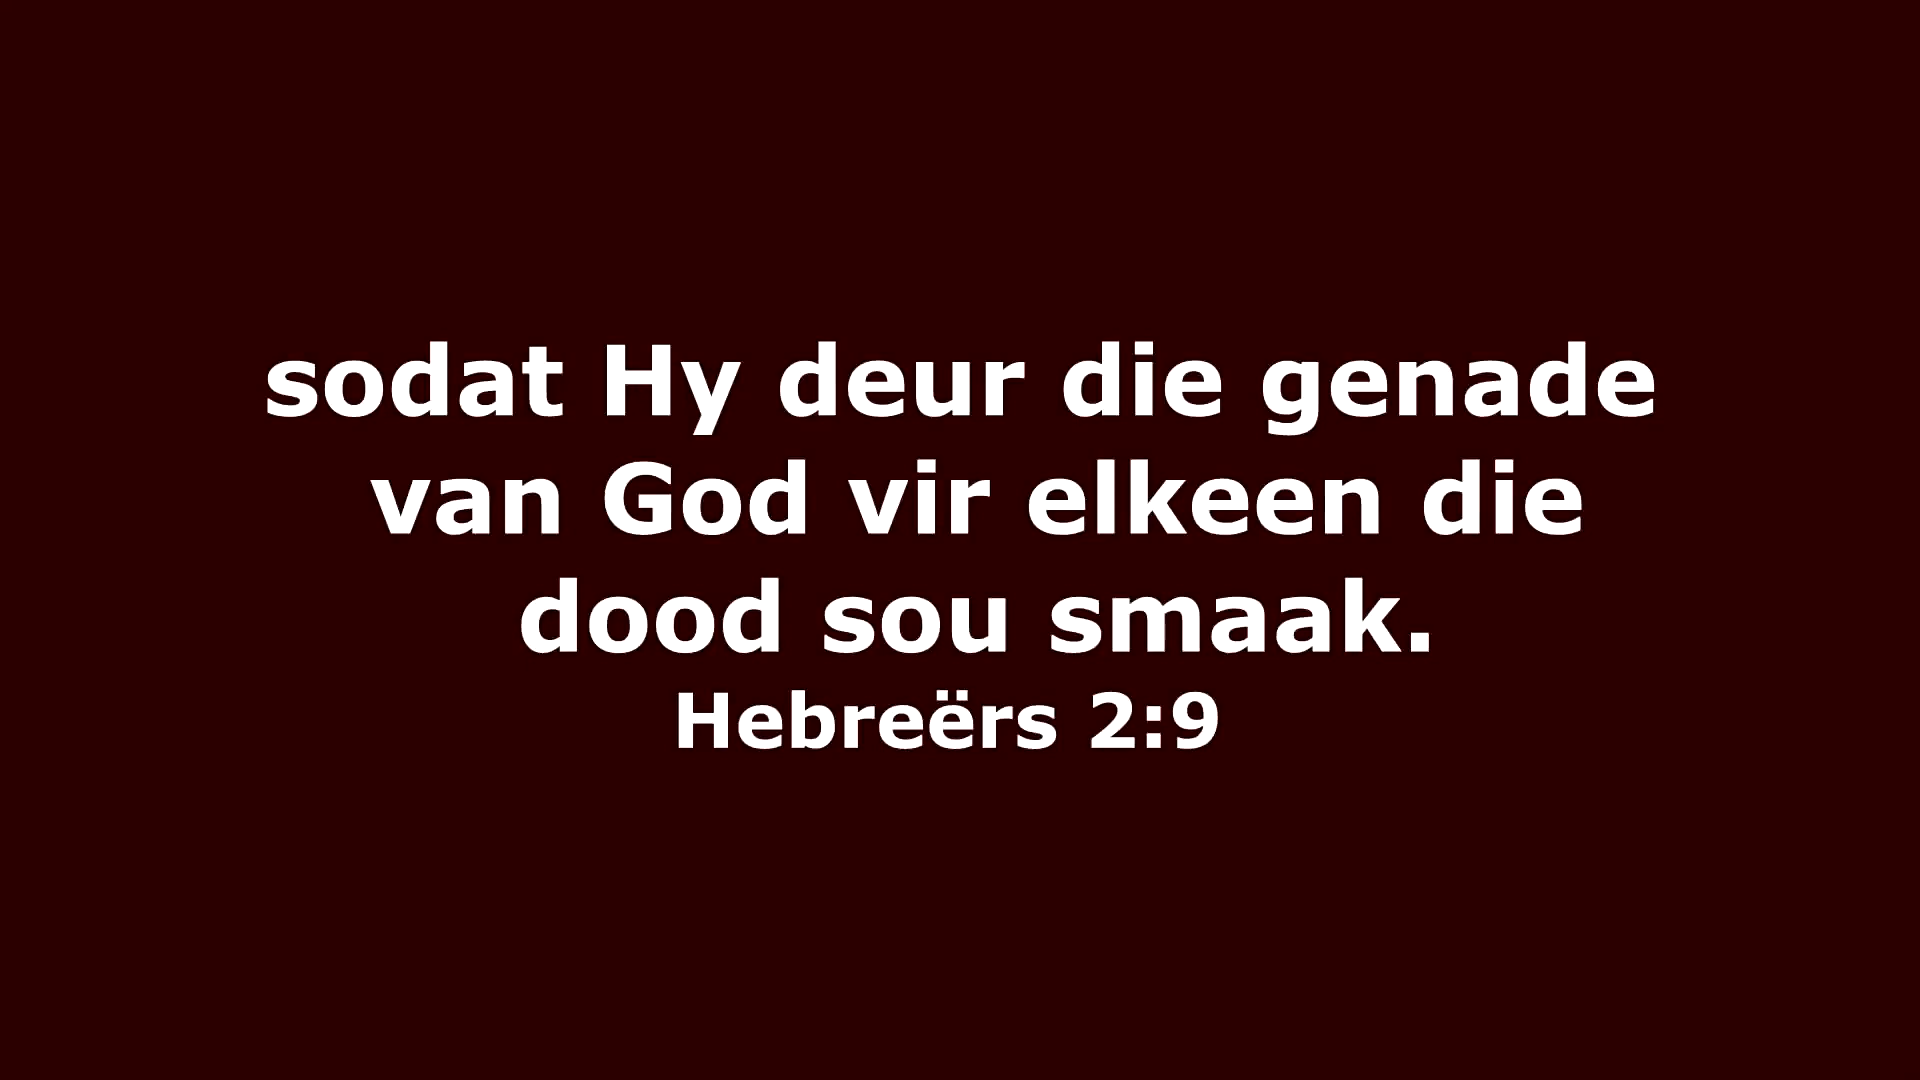 sodat Hy deur die genade
van God vir elkeen die
dood sou smaak.
Hebreërs 2:9